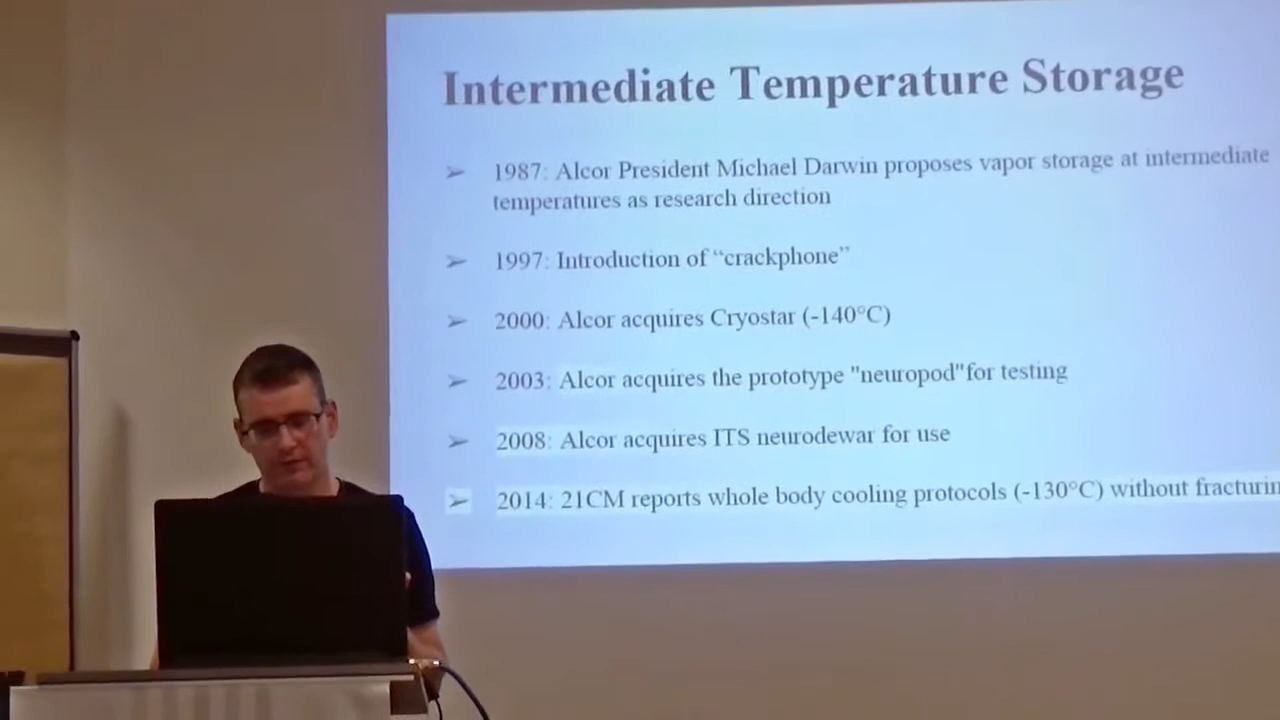 Intermediate Temperature Storage
➢ 1987: Alcor President Michael Darwin proposes vapor storage at intermediate
temperatures as research direction
➢ 1997: Introduction of “crackphone”
➢ 2000: Alcor acquires Cryostar (-140°C)
➢ 2003: Alcor acquires the prototype "neuropod"for testing
➢ 2008: Alcor acquires ITS neurodewar for use
➢ 2014: 21CM reports whole body cooling protocols (-130°C) without fracturin